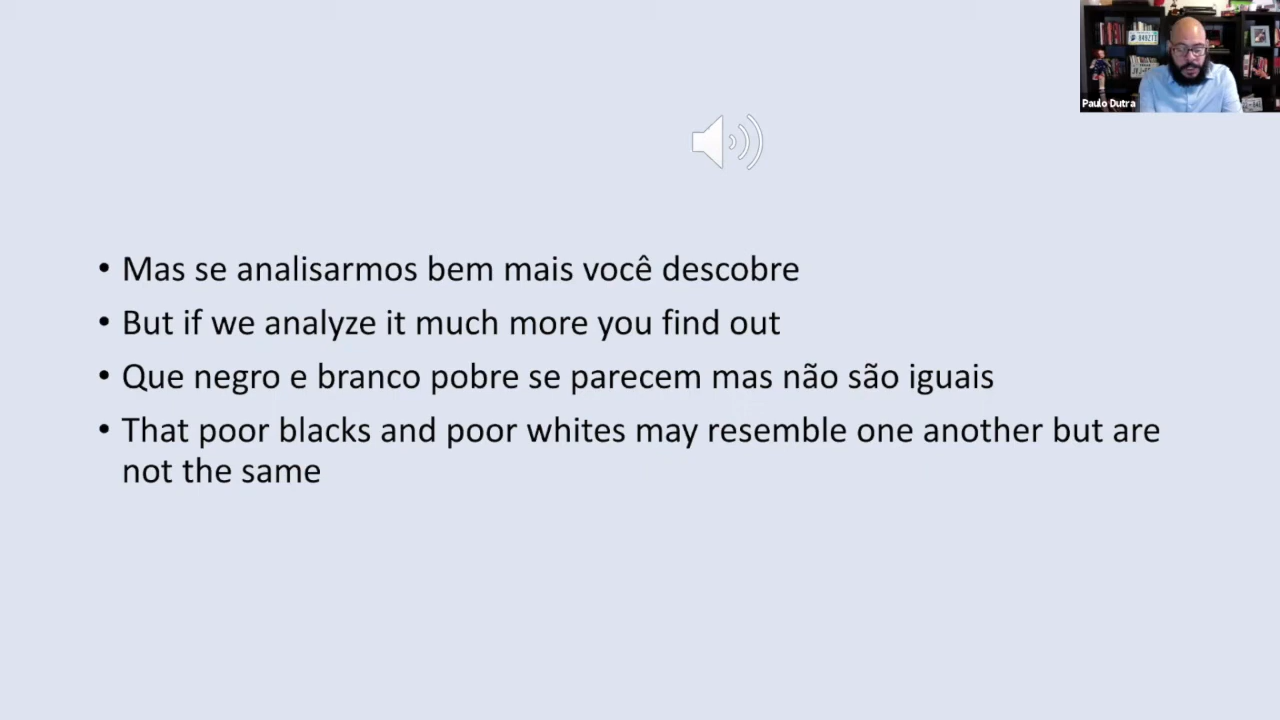 Paulo Dutra
• Mas se analisarmos bem mais você descobre
• But if we analyze it much more you find out
• Que negro e branco pobre se parecem mas não são iguais
• That poor blacks and poor whites may resemble one another but are
not the same